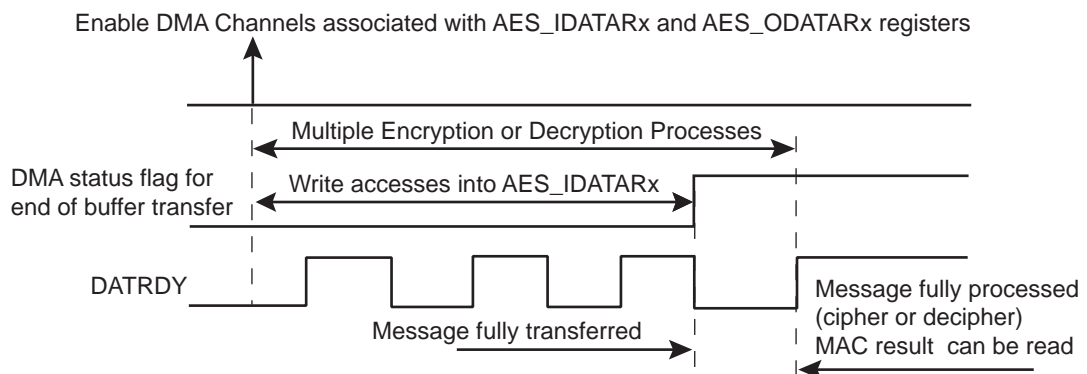 Enable DMA Channels associated with AES_IDATARx and AES_ODATARx registers
Multiple Encryption or Decryption Processes
DMA status flag for
end of buffer transfer
Write accesses into AES_IDATARx
DATRDY
Message fully transferred
Message fully processed
(cipher or decipher)
MAC result can be read